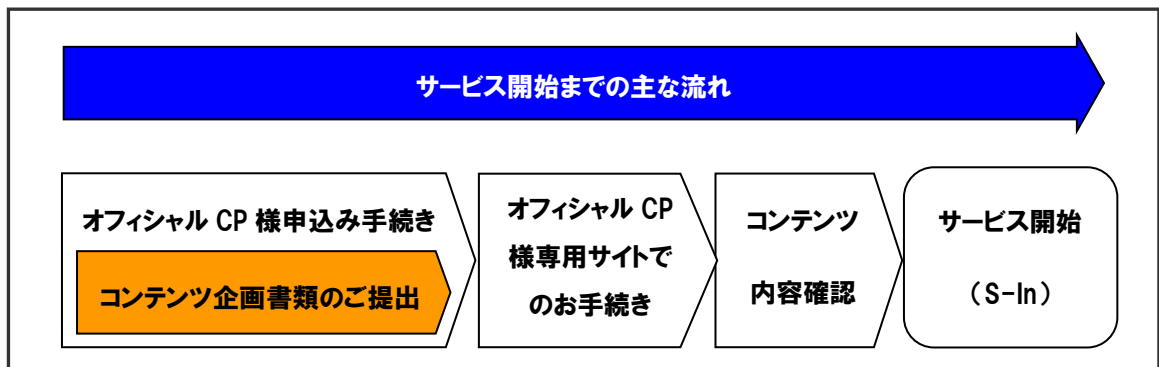 サービス開始までの主な流れ
オフィシャル CP 様申込み手続き
コンテンツ企画書類のご提出
オフィシャル CP
様専用サイトで
のお手続き
コンテンツ
内容確認
サービス開始
（S-In）